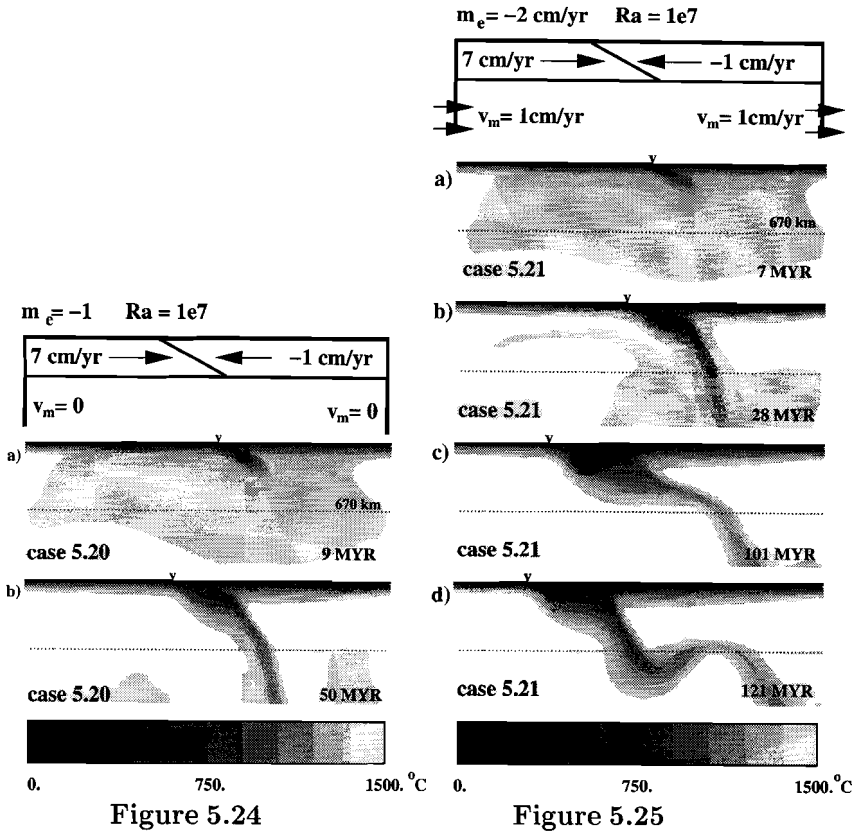 m_e = −1 Ra = 1e7
7 cm/yr −1 cm/yr
v_m = 0 v_m = 0
v
a)
670 km
case 5.20 9 MYR
v
b)
case 5.20 50 MYR
0. 750. 1500. °C
Figure 5.24
m_e = −2 cm/yr Ra = 1e7
7 cm/yr −1 cm/yr
v_m = 1cm/yr v_m = 1cm/yr
v
a)
670 km
case 5.21 7 MYR
v
b)
case 5.21 28 MYR
v
c)
case 5.21 101 MYR
v
d)
case 5.21 121 MYR
0. 750. 1500. °C
Figure 5.25